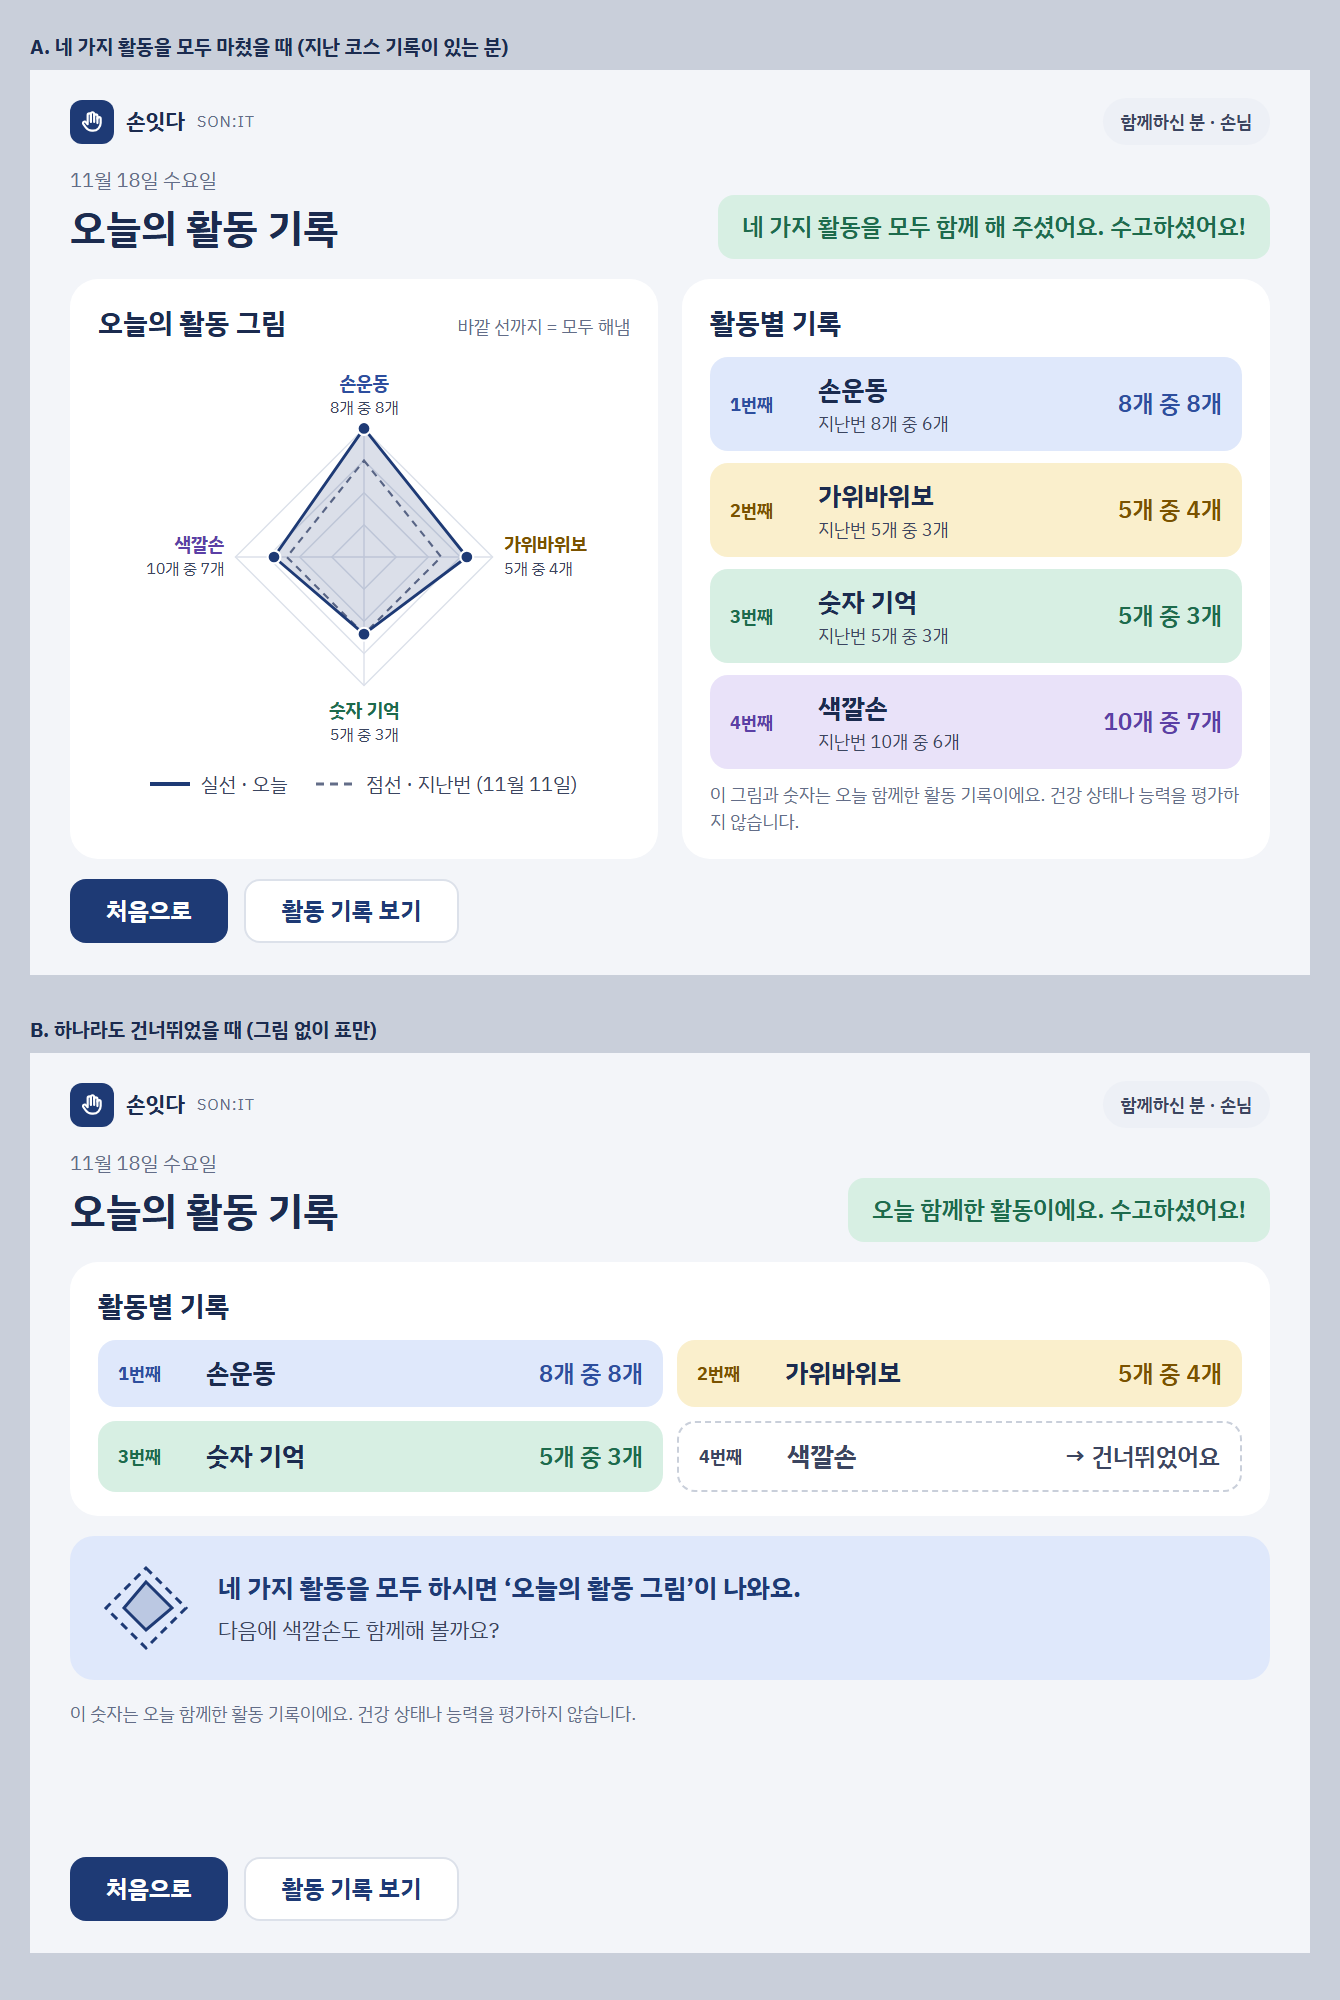 A. 네 가지 활동을 모두 마쳤을 때 (지난 코스 기록이 있는 분)
손잇다 SON:IT
함께하신 분 · 손님
11월 18일 수요일
오늘의 활동 기록
네 가지 활동을 모두 함께 해 주셨어요. 수고하셨어요!
오늘의 활동 그림
바깥 선까지 = 모두 해냄
손운동
8개 중 8개
색깔손
10개 중 7개
가위바위보
5개 중 4개
숫자 기억
5개 중 3개
실선 · 오늘
점선 · 지난번 (11월 11일)
활동별 기록
1번째
손운동
지난번 8개 중 6개
8개 중 8개
2번째
가위바위보
지난번 5개 중 3개
5개 중 4개
3번째
숫자 기억
지난번 5개 중 3개
5개 중 3개
4번째
색깔손
지난번 10개 중 6개
10개 중 7개
이 그림과 숫자는 오늘 함께한 활동 기록이에요. 건강 상태나 능력을 평가하
지 않습니다.
처음으로
활동 기록 보기
B. 하나라도 건너뛰었을 때 (그림 없이 표만)
손잇다 SON:IT
함께하신 분 · 손님
11월 18일 수요일
오늘의 활동 기록
오늘 함께한 활동이에요. 수고하셨어요!
활동별 기록
1번째 손운동 8개 중 8개
2번째 가위바위보 5개 중 4개
3번째 숫자 기억 5개 중 3개
4번째 색깔손 → 건너뛰었어요
네 가지 활동을 모두 하시면 ‘오늘의 활동 그림’이 나와요.
다음에 색깔손도 함께해 볼까요?
이 숫자는 오늘 함께한 활동 기록이에요. 건강 상태나 능력을 평가하지 않습니다.
처음으로
활동 기록 보기